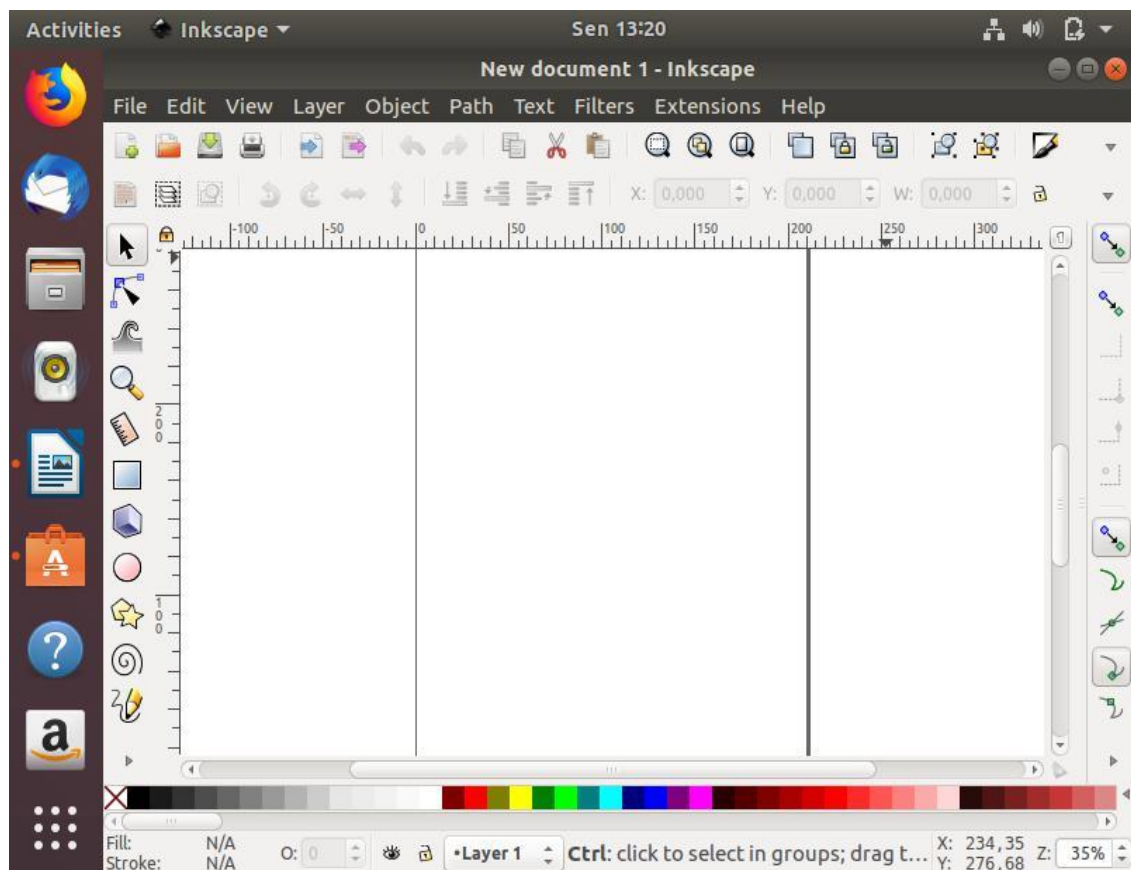 Activities Inkscape Sen 13:20
New document 1 - Inkscape
File Edit View Layer Object Path Text Filters Extensions Help
X: 0,000 Y: 0,000 W: 0,000
-100 -50 0 50 100 150 200 250 300
200
100
a
Fill: N/A
Stroke: N/A
O: 0
•Layer 1
Ctrl: click to select in groups; drag t...
X: 234,35
Y: 276,68
Z: 35%